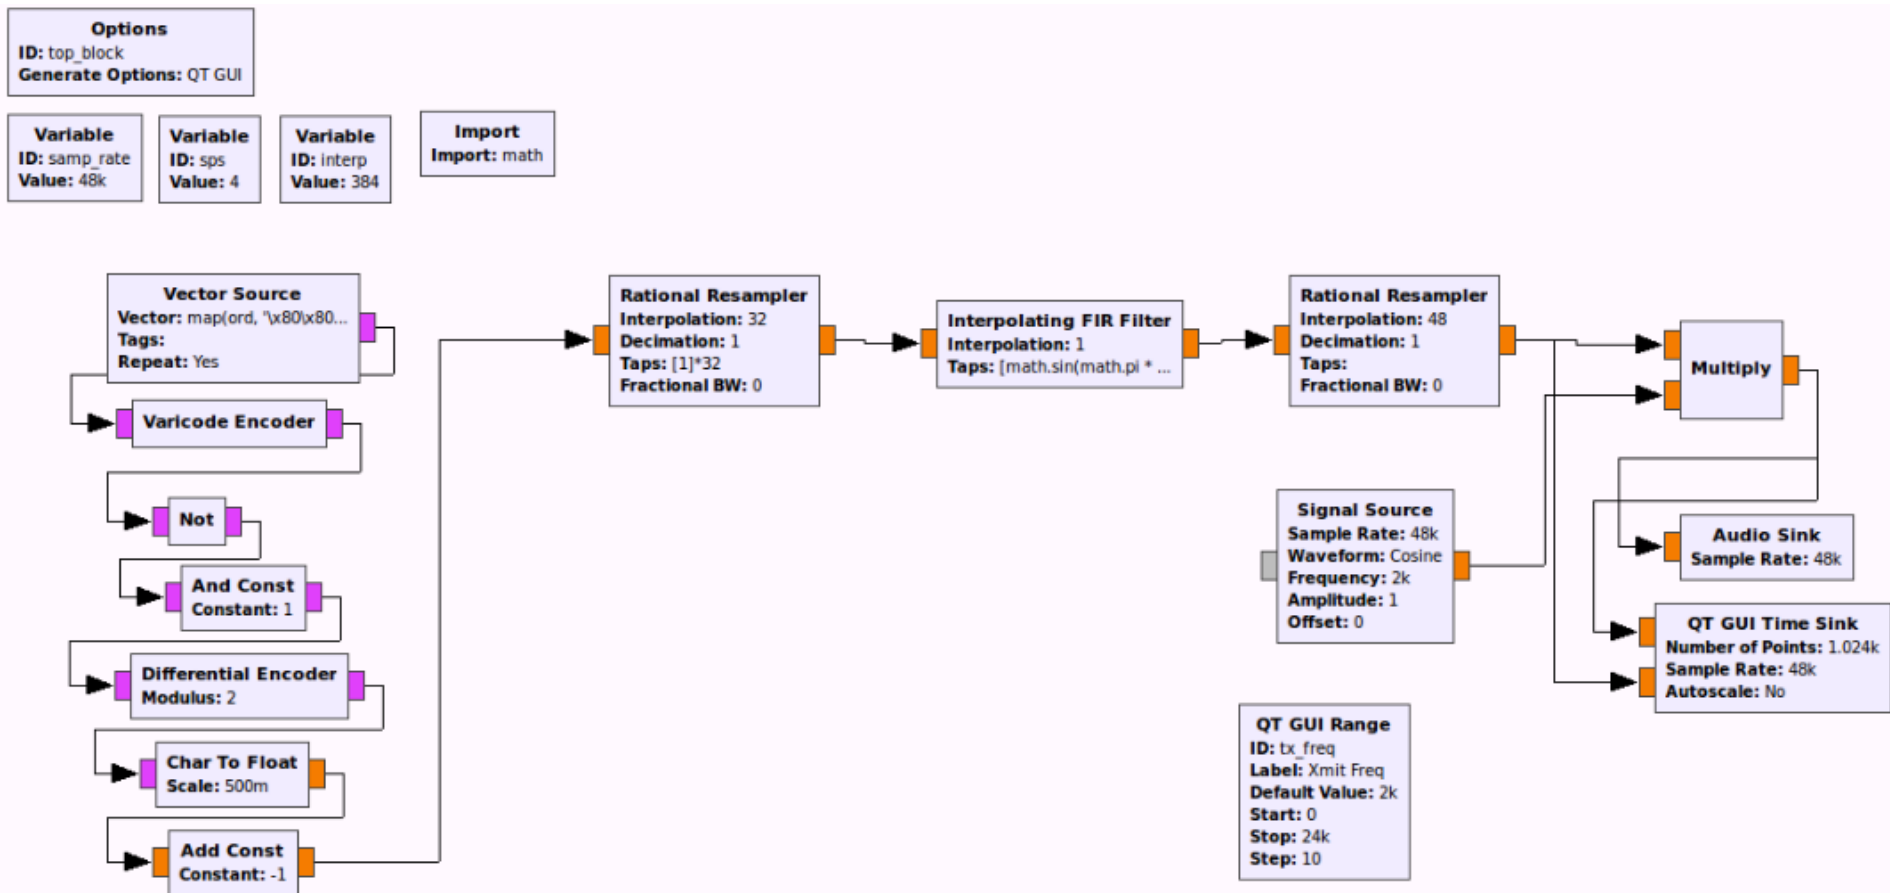 Options
ID: top_block
Generate Options: QT GUI
Variable
ID: samp_rate
Value: 48k
Variable
ID: sps
Value: 4
Variable
ID: interp
Value: 384
Import
Import: math
Vector Source
Vector: map(ord, "\x80\x80...
Tags:
Repeat: Yes
Varicode Encoder
Not
And Const
Constant: 1
Differential Encoder
Modulus: 2
Char To Float
Scale: 500m
Add Const
Constant: -1
Rational Resampler
Interpolation: 32
Decimation: 1
Taps: [1]*32
Fractional BW: 0
Interpolating FIR Filter
Interpolation: 1
Taps: [math.sin(math.pi * ...
Rational Resampler
Interpolation: 48
Decimation: 1
Taps:
Fractional BW: 0
Multiply
Signal Source
Sample Rate: 48k
Waveform: Cosine
Frequency: 2k
Amplitude: 1
Offset: 0
Audio Sink
Sample Rate: 48k
QT GUI Time Sink
Number of Points: 1.024k
Sample Rate: 48k
Autoscale: No
QT GUI Range
ID: tx_freq
Label: Xmit Freq
Default Value: 2k
Start: 0
Stop: 24k
Step: 10